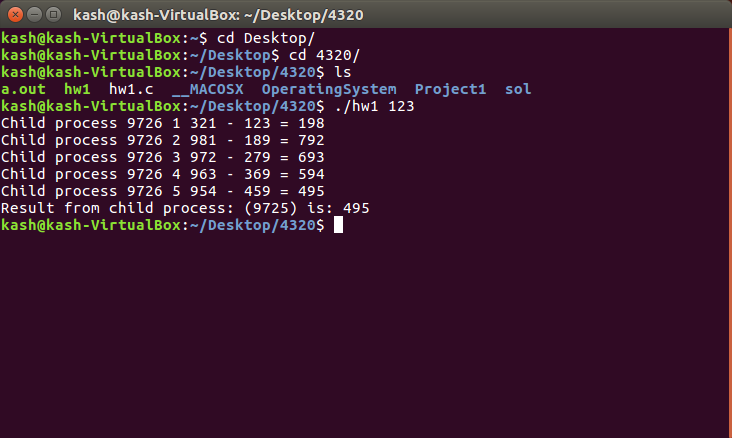 kash@kash-VirtualBox: ~/Desktop/4320
kash@kash-VirtualBox:~$ cd Desktop/
kash@kash-VirtualBox:~/Desktop$ cd 4320/
kash@kash-VirtualBox:~/Desktop/4320$ ls
a.out  hw1  hw1.c  __MACOSX  OperatingSystem  Project1  sol
kash@kash-VirtualBox:~/Desktop/4320$ ./hw1 123
Child process 9726 1 321 - 123 = 198
Child process 9726 2 981 - 189 = 792
Child process 9726 3 972 - 279 = 693
Child process 9726 4 963 - 369 = 594
Child process 9726 5 954 - 459 = 495
Result from child process: (9725) is: 495
kash@kash-VirtualBox:~/Desktop/4320$